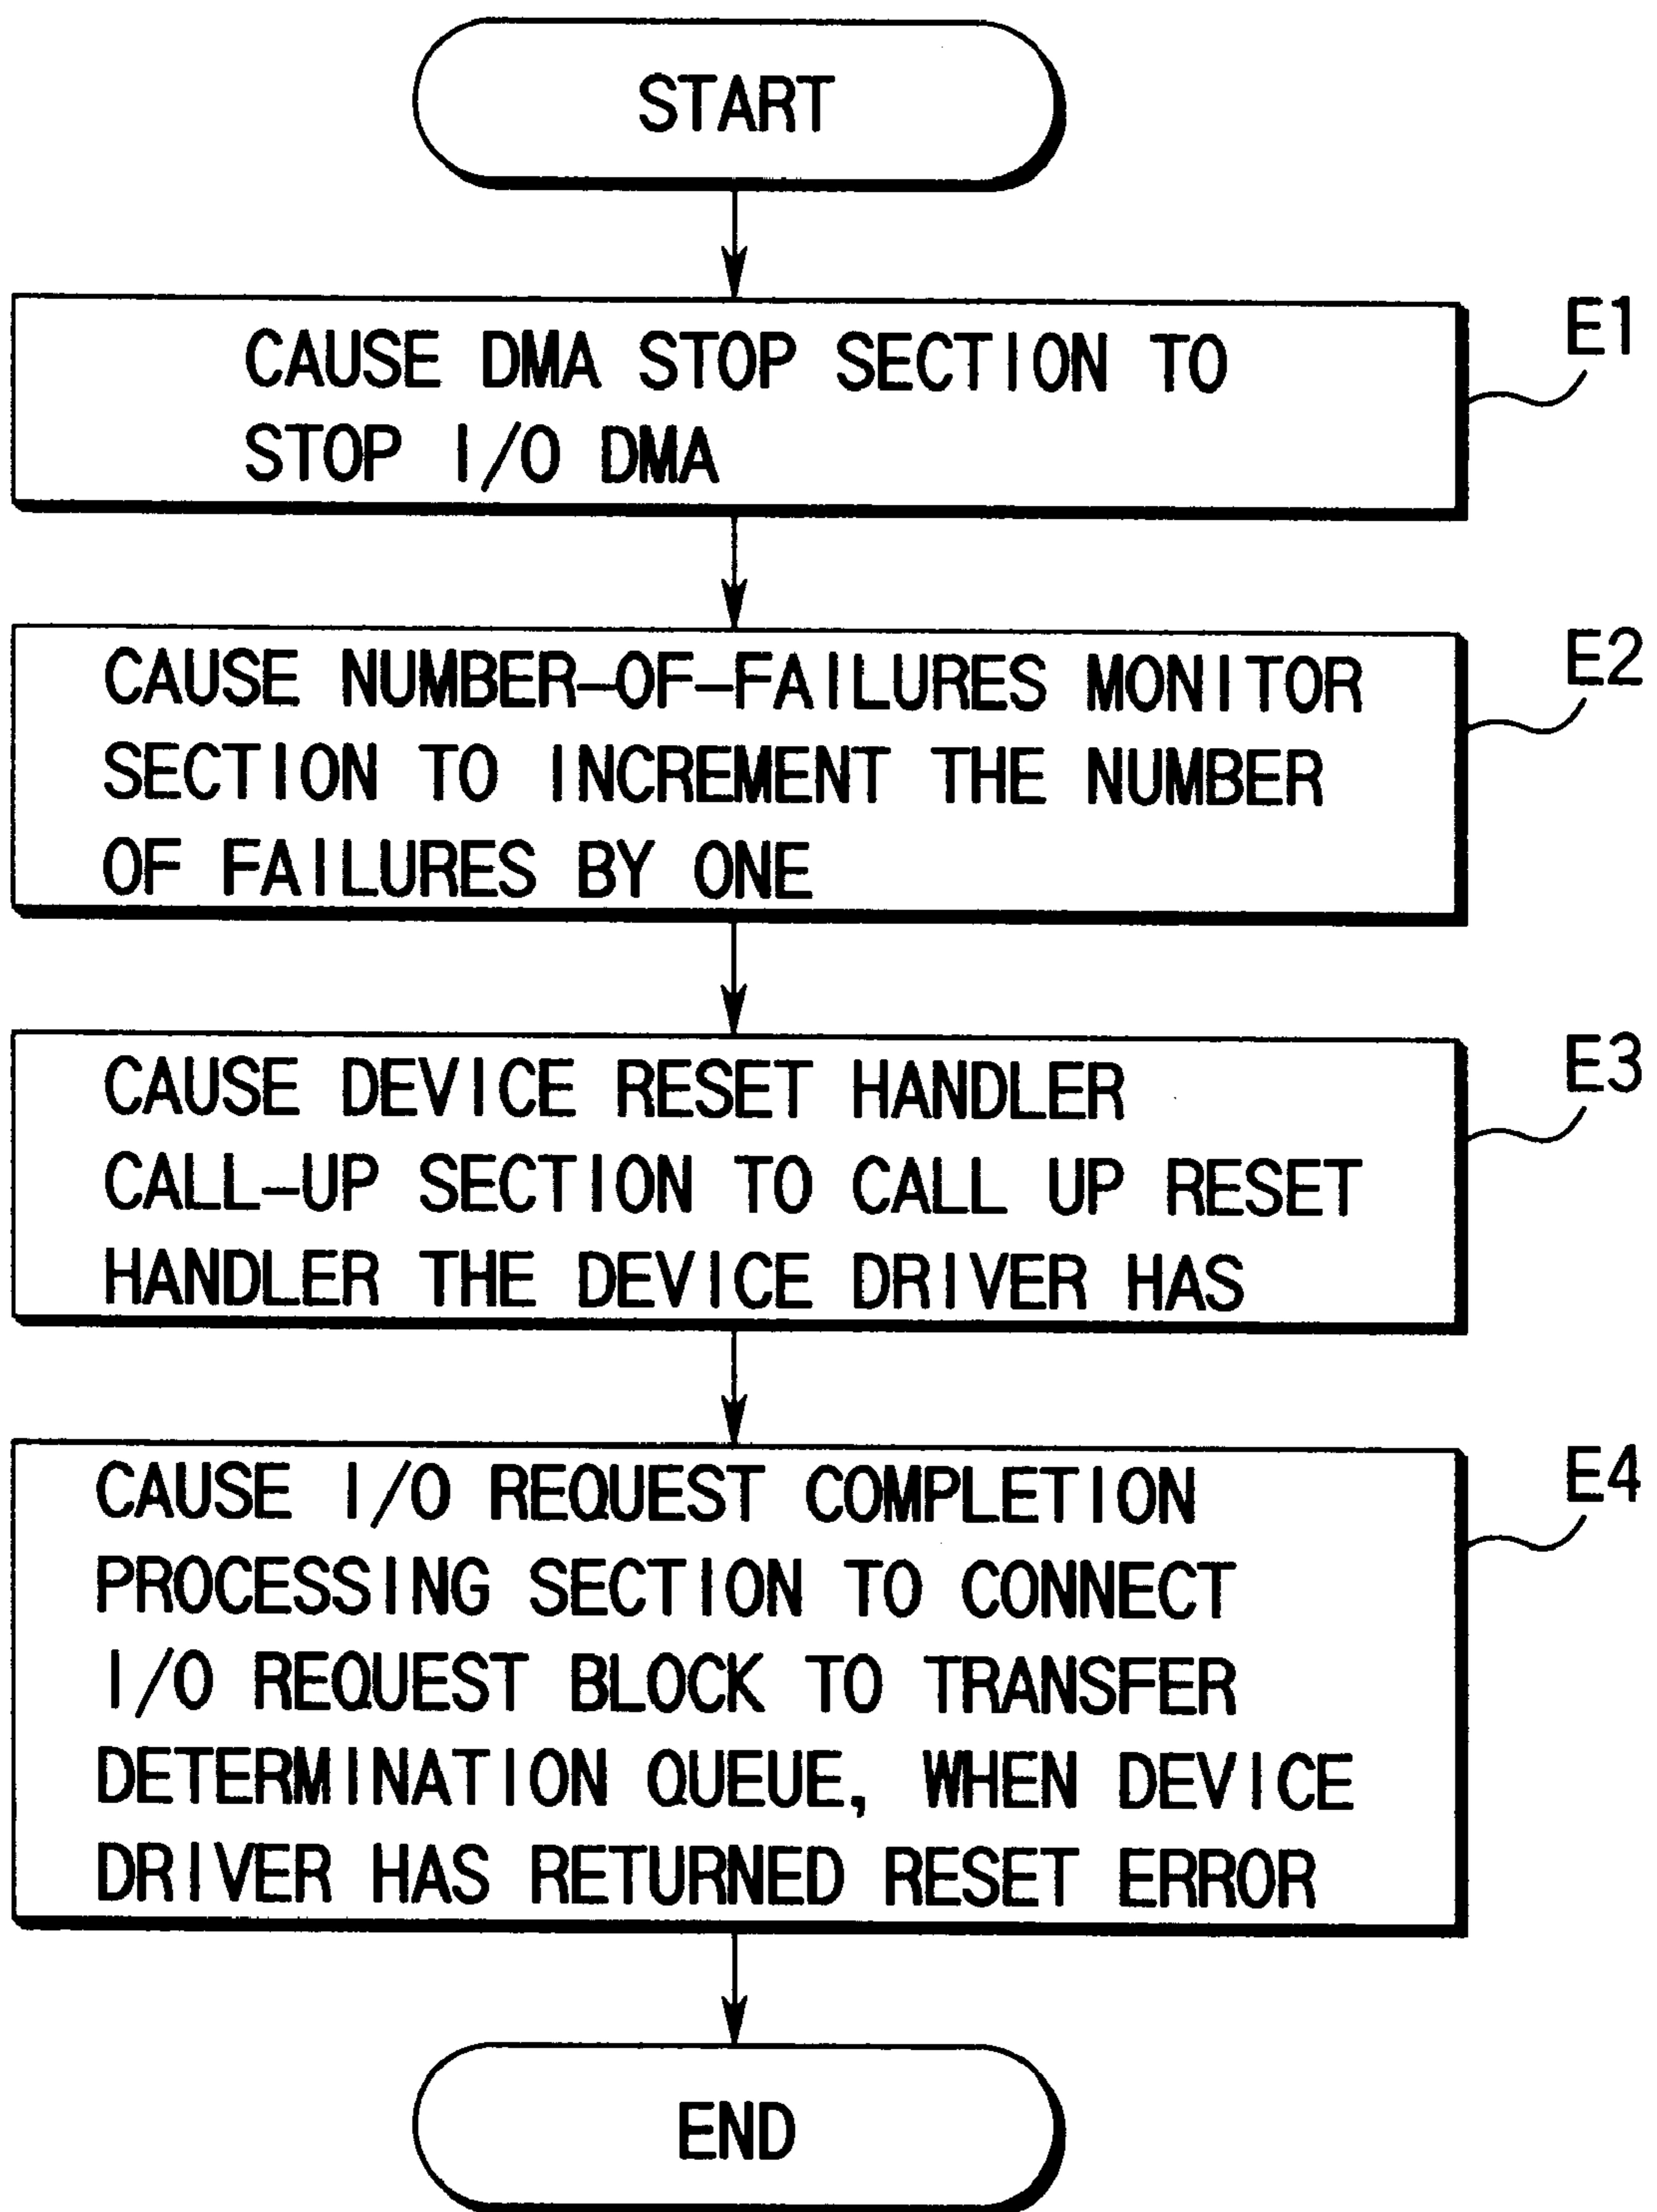 START
E1
CAUSE DMA STOP SECTION TO
STOP I/O DMA
E2
CAUSE NUMBER-OF-FAILURES MONITOR
SECTION TO INCREMENT THE NUMBER
OF FAILURES BY ONE
E3
CAUSE DEVICE RESET HANDLER
CALL-UP SECTION TO CALL UP RESET
HANDLER THE DEVICE DRIVER HAS
E4
CAUSE I/O REQUEST COMPLETION
PROCESSING SECTION TO CONNECT
I/O REQUEST BLOCK TO TRANSFER
DETERMINATION QUEUE, WHEN DEVICE
DRIVER HAS RETURNED RESET ERROR
END